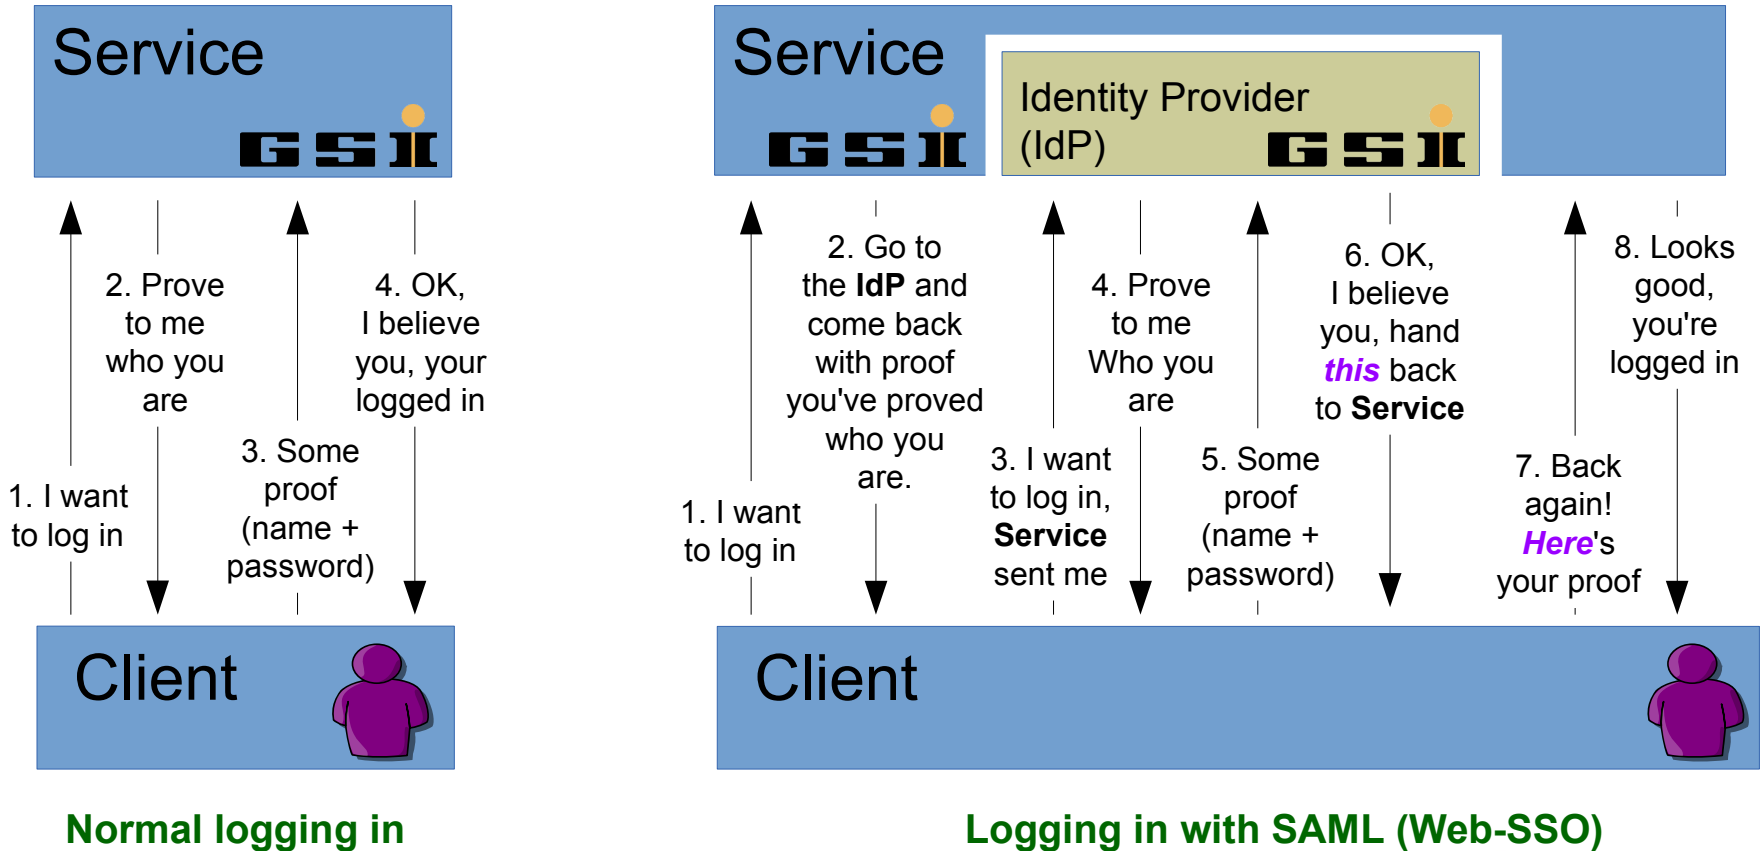 Service
GSI
1. I want
to log in
2. Prove
to me
who you
are
3. Some
proof
(name +
password)
4. OK,
I believe
you, your
logged in
Client
Normal logging in
Service
GSI
Identity Provider
(IdP)
GSI
1. I want
to log in
2. Go to
the IdP and
come back
with proof
you've proved
who you
are.
3. I want
to log in,
Service
sent me
4. Prove
to me
Who you
are
5. Some
proof
(name +
password)
6. OK,
I believe
you, hand
this back
to Service
7. Back
again!
Here's
your proof
8. Looks
good,
you're
logged in
Client
Logging in with SAML (Web-SSO)